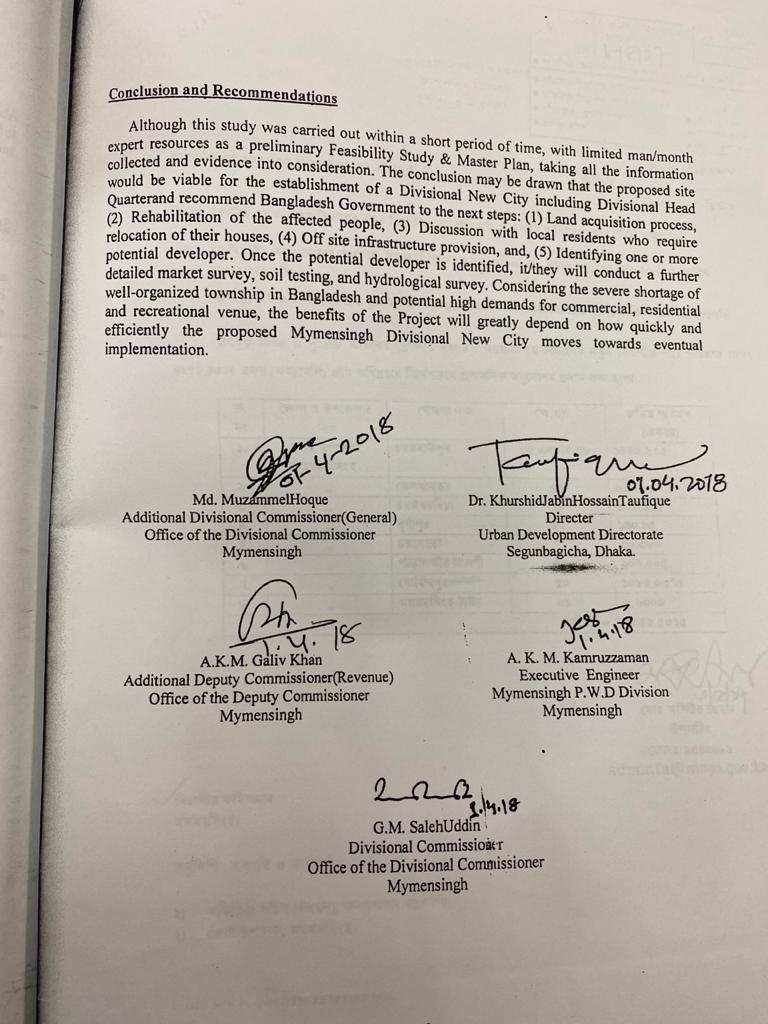 Conclusion and Recommendations
Although this study was carried out within a short period of time, with limited man/month
expert resources as a preliminary Feasibility Study & Master Plan, taking all the information
collected and evidence into consideration. The conclusion may be drawn that the proposed site
would be viable for the establishment of a Divisional New City including Divisional Head
Quarterand recommend Bangladesh Government to the next steps: (1) Land acquisition process,
(2) Rehabilitation of the affected people, (3) Discussion with local residents who require
relocation of their houses, (4) Off site infrastructure provision, and, (5) Identifying one or more
potential developer. Once the potential developer is identified, it/they will conduct a further
detailed market survey, soil testing, and hydrological survey. Considering the severe shortage of
well-organized township in Bangladesh and potential high demands for commercial, residential
and recreational venue, the benefits of the Project will greatly depend on how quickly and
efficiently the proposed Mymensingh Divisional New City moves towards eventual
implementation.
01-4-2018
Md. MuzammelHoque
Additional Divisional Commissioner(General)
Office of the Divisional Commissioner
Mymensingh
Taufique
01.04.2018
Dr. KhurshidJabinHossainTaufique
Directer
Urban Development Directorate
Segunbagicha, Dhaka.
1.4.18
A.K.M. Galiv Khan
Additional Deputy Commissioner(Revenue)
Office of the Deputy Commissioner
Mymensingh
1.4.18
A. K. M. Kamruzzaman
Executive Engineer
Mymensingh P.W.D Division
Mymensingh
1.4.18
G.M. SalehUddin
Divisional Commissioner
Office of the Divisional Commissioner
Mymensingh